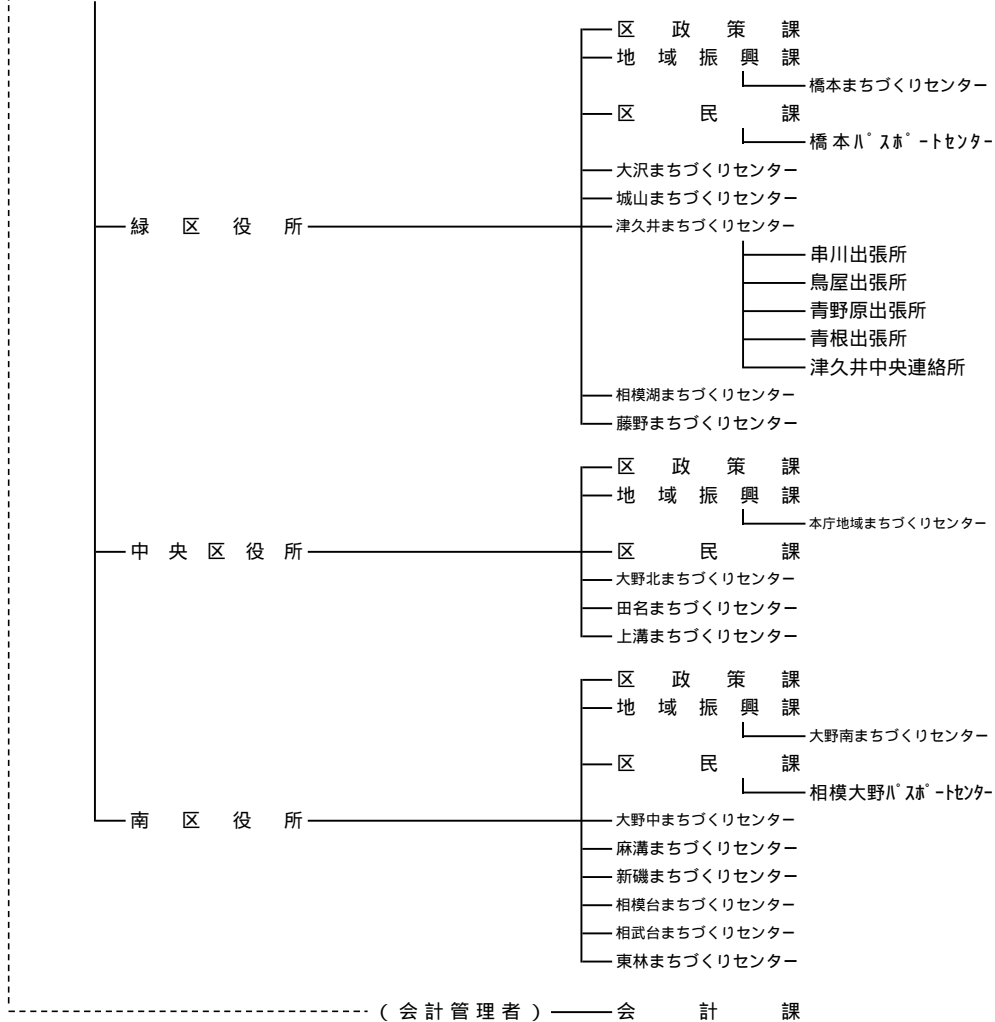 区政策課
地域振興課
橋本まちづくりセンター
区民課
橋本パスポートセンター
大沢まちづくりセンター
城山まちづくりセンター
緑区役所 津久井まちづくりセンター
串川出張所
鳥屋出張所
青野原出張所
青根出張所
津久井中央連絡所
相模湖まちづくりセンター
藤野まちづくりセンター
区政策課
地域振興課
本庁地域まちづくりセンター
中央区役所 区民課
大野北まちづくりセンター
田名まちづくりセンター
上溝まちづくりセンター
区政策課
地域振興課
大野南まちづくりセンター
区民課
相模大野パスポートセンター
南区役所 大野中まちづくりセンター
麻溝まちづくりセンター
新磯まちづくりセンター
相模台まちづくりセンター
相武台まちづくりセンター
東林まちづくりセンター
(会計管理者) 会計課